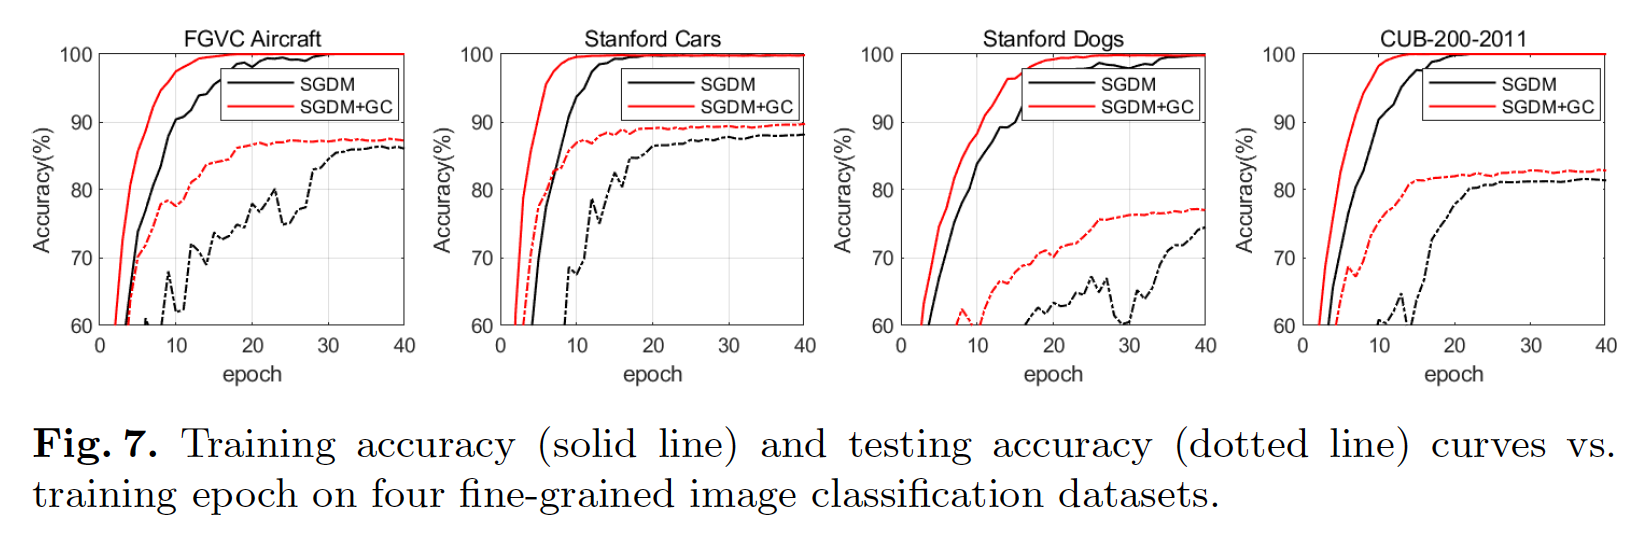 FGVC Aircraft
100
90
80
70
60
0 10 20 30 40
Accuracy(%)
epoch
SGDM
SGDM+GC
Stanford Cars
100
90
80
70
60
0 10 20 30 40
Accuracy(%)
epoch
SGDM
SGDM+GC
Stanford Dogs
100
90
80
70
60
0 10 20 30 40
Accuracy(%)
epoch
SGDM
SGDM+GC
CUB-200-2011
100
90
80
70
60
0 10 20 30 40
Accuracy(%)
epoch
SGDM
SGDM+GC
Fig. 7. Training accuracy (solid line) and testing accuracy (dotted line) curves vs.
training epoch on four fine-grained image classification datasets.